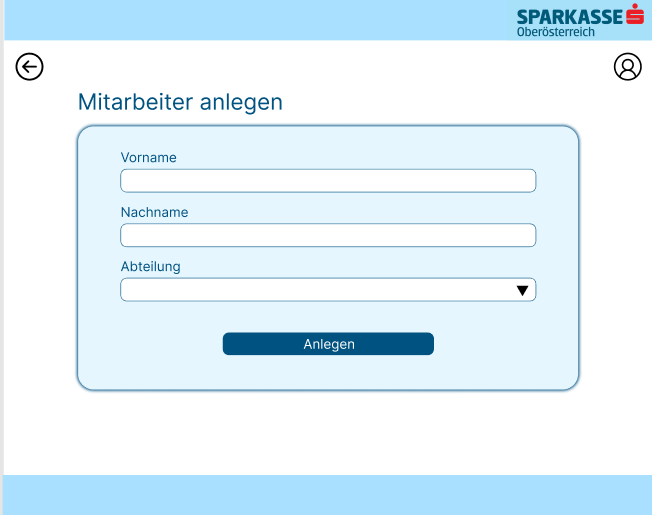 SPARKASSE
Oberösterreich
Mitarbeiter anlegen
Vorname
Nachname
Abteilung
Anlegen